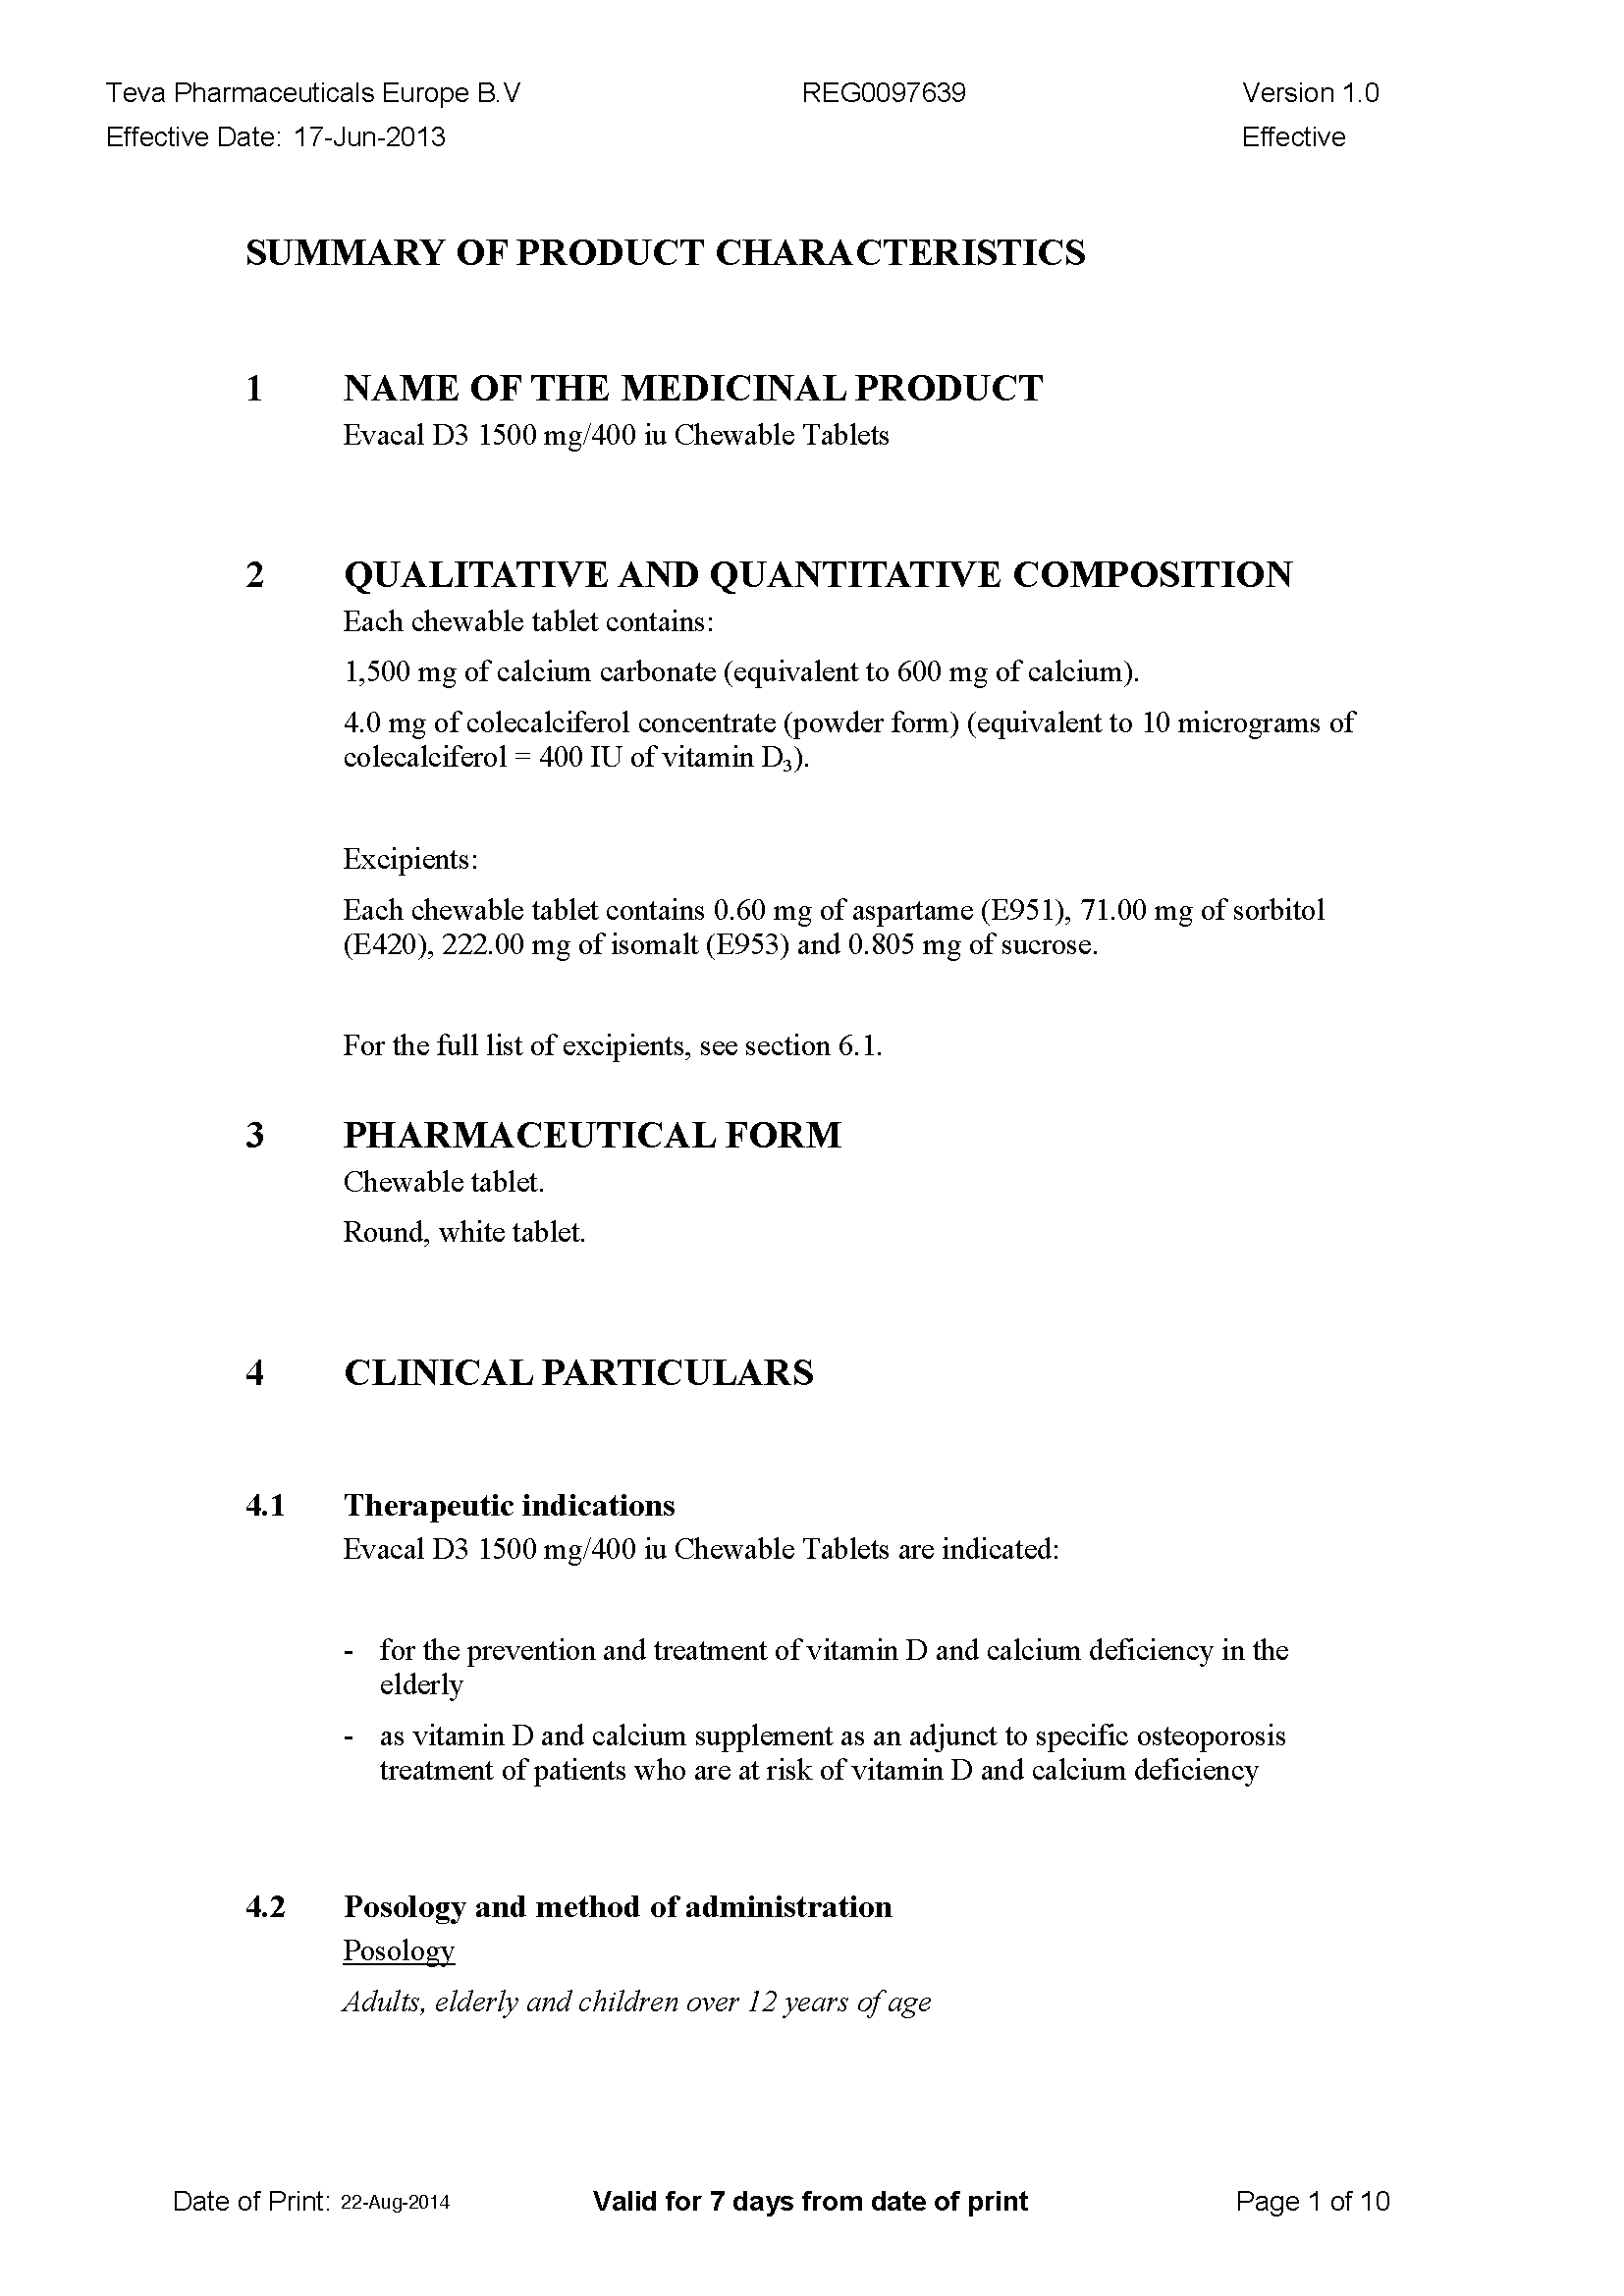 Teva Pharmaceuticals Europe B.V REG0097639 Version 1.0
Effective Date: 17-Jun-2013 Effective
SUMMARY OF PRODUCT CHARACTERISTICS
1 NAME OF THE MEDICINAL PRODUCT
Evacal D3 1500 mg/400 iu Chewable Tablets
2 QUALITATIVE AND QUANTITATIVE COMPOSITION
Each chewable tablet contains:
1,500 mg of calcium carbonate (equivalent to 600 mg of calcium).
4.0 mg of colecalciferol concentrate (powder form) (equivalent to 10 micrograms of
colecalciferol = 400 IU of vitamin D₃).
Excipients:
Each chewable tablet contains 0.60 mg of aspartame (E951), 71.00 mg of sorbitol
(E420), 222.00 mg of isomalt (E953) and 0.805 mg of sucrose.
For the full list of excipients, see section 6.1.
3 PHARMACEUTICAL FORM
Chewable tablet.
Round, white tablet.
4 CLINICAL PARTICULARS
4.1 Therapeutic indications
Evacal D3 1500 mg/400 iu Chewable Tablets are indicated:
- for the prevention and treatment of vitamin D and calcium deficiency in the
elderly
- as vitamin D and calcium supplement as an adjunct to specific osteoporosis
treatment of patients who are at risk of vitamin D and calcium deficiency
4.2 Posology and method of administration
Posology
Adults, elderly and children over 12 years of age
Date of Print: 22-Aug-2014 Valid for 7 days from date of print Page 1 of 10